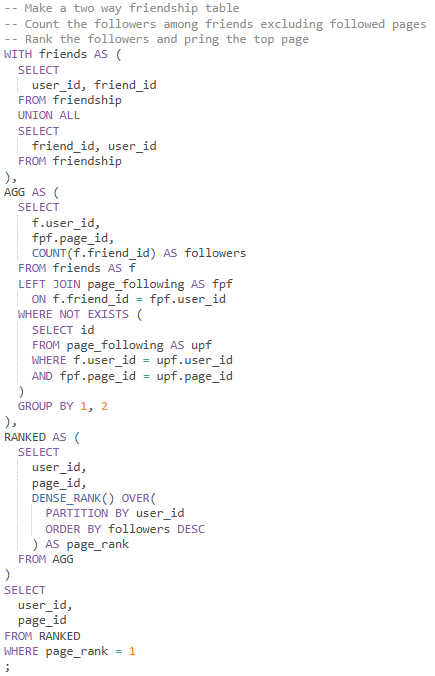 -- Make a two way friendship table
-- Count the followers among friends excluding followed pages
-- Rank the followers and pring the top page
WITH friends AS (
  SELECT
    user_id, friend_id
  FROM friendship
  UNION ALL
  SELECT
    friend_id, user_id
  FROM friendship
),
AGG AS (
  SELECT
    f.user_id,
    fpf.page_id,
    COUNT(f.friend_id) AS followers
  FROM friends AS f
  LEFT JOIN page_following AS fpf
    ON f.friend_id = fpf.user_id
  WHERE NOT EXISTS (
    SELECT id
    FROM page_following AS upf
    WHERE f.user_id = upf.user_id
    AND fpf.page_id = upf.page_id
  )
  GROUP BY 1, 2
),
RANKED AS (
  SELECT
    user_id,
    page_id,
    DENSE_RANK() OVER(
      PARTITION BY user_id
      ORDER BY followers DESC
    ) AS page_rank
  FROM AGG
)
SELECT
  user_id,
  page_id
FROM RANKED
WHERE page_rank = 1
;